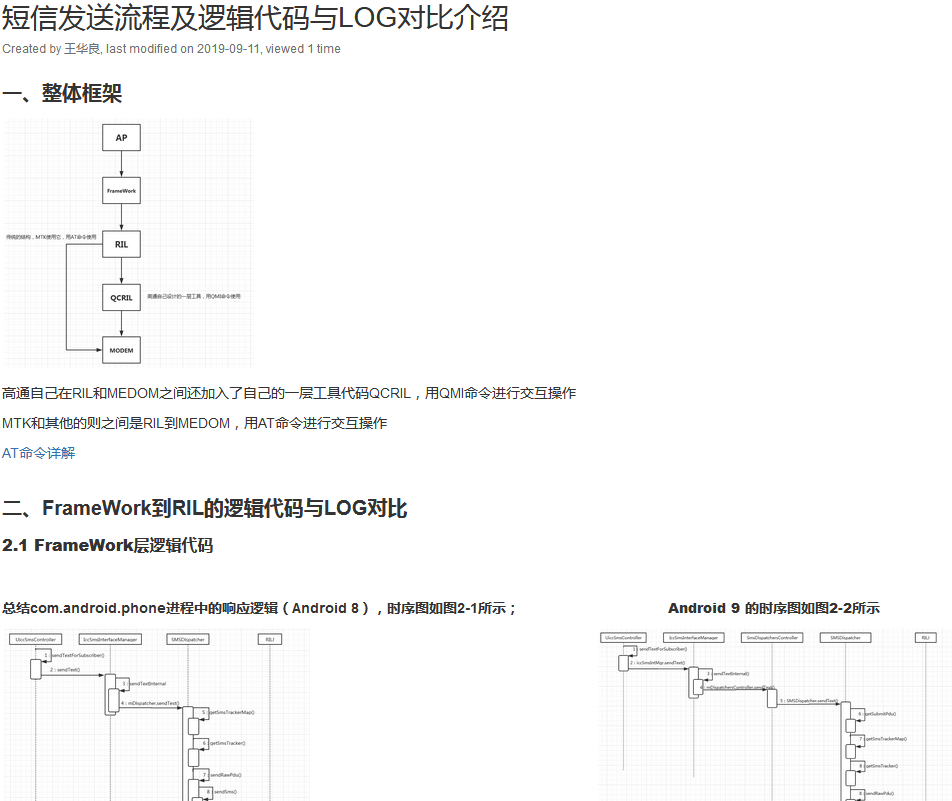 短信发送流程及逻辑代码与LOG对比介绍
Created by 王华良, last modified on 2019-09-11, viewed 1 time
一、整体框架
AP
FrameWork
传统的结构，MTK使用它，用AT命令使用
RIL
QCRIL
高通自己设计的一层工具，用QMI命令使用
MODEM
高通自己在RIL和MEDOM之间还加入了自己的一层工具代码QCRIL，用QMI命令进行交互操作
MTK和其他的则之间是RIL到MEDOM，用AT命令进行交互操作
AT命令详解
二、FrameWork到RIL的逻辑代码与LOG对比
2.1 FrameWork层逻辑代码
总结com.android.phone进程中的响应逻辑（Android 8），时序图如图2-1所示；
Android 9 的时序图如图2-2所示
UiccSmsController
IccSmsInterfaceManager
SMSDispatcher
RILJ
1：sendTextForSubscriber()
2：sendText()
3：sendTextInternal
4：mDispatcher.sendText()
5：getSmsTrackerMap()
6：getSmsTracker()
7：sendRawPdu()
8：sendSms()
UiccSmsController
IccSmsInterfaceManager
SmsDispatchersController
SMSDispatcher
RILJ
1：sendTextForSubscriber()
2：iccSmsIntMgr.sendText()
3：sendTextInternal()
4：mDispatchersController.sendText()
5：SMSDispatcher.sendText()
6：getSubmitPdu()
7：getSmsTrackerMap()
8：getSmsTracker()
sendRawPdu()